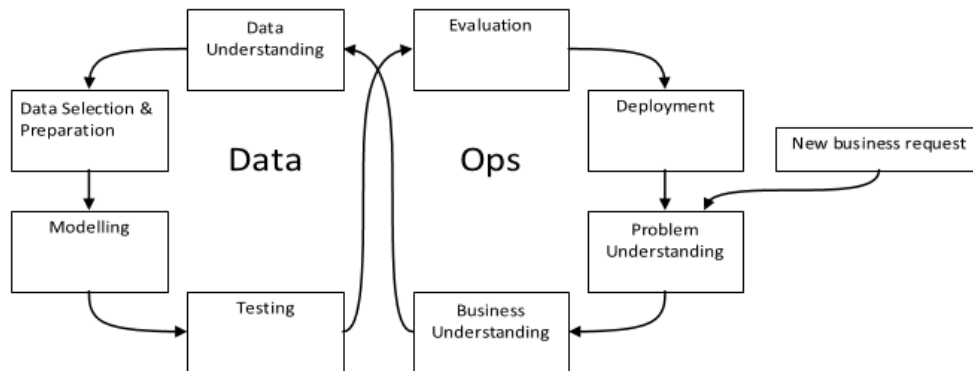 Data
Understanding
Evaluation
Data Selection &
Preparation
Deployment
New business request
Data
Ops
Modelling
Problem
Understanding
Testing
Business
Understanding